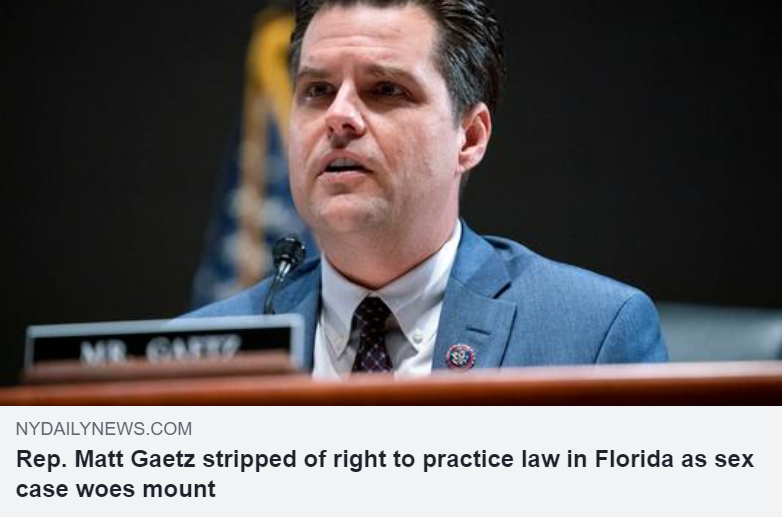 MR. GAETZ
NYDAILYNEWS.COM
Rep. Matt Gaetz stripped of right to practice law in Florida as sex
case woes mount